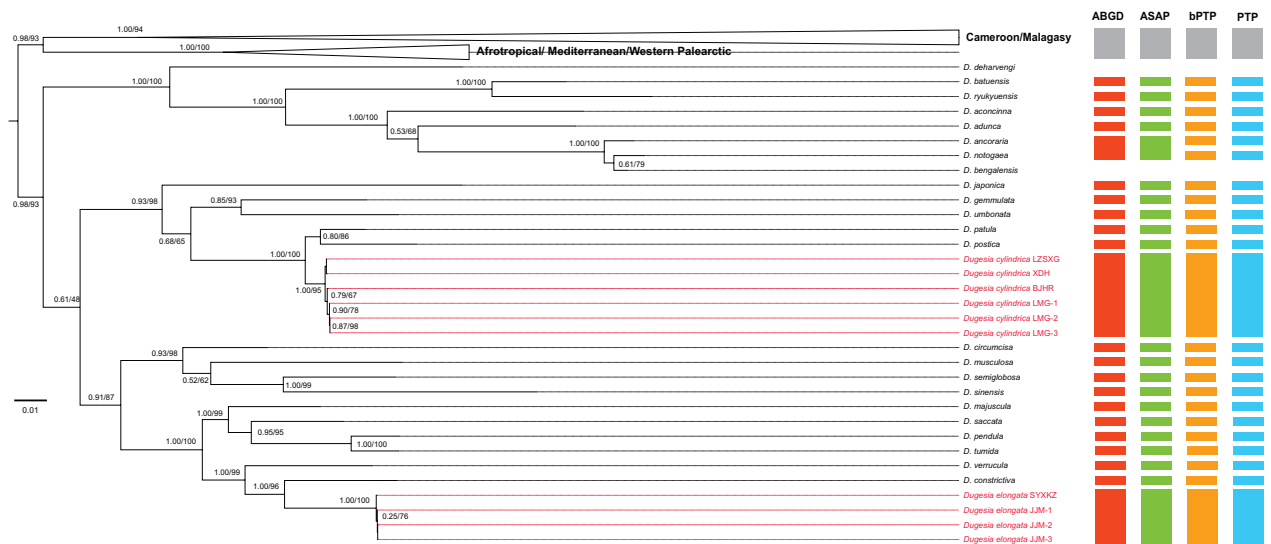 ABGD ASAP bPTP PTP
1.00/94
Cameroon/Malagasy
0.98/93
1.00/100
Afrotropical/ Mediterranean/Western Palearctic
D. deharvengi
1.00/100
1.00/100
D. batuensis
D. ryukyuensis
1.00/100
1.00/100
D. aconcinna
0.53/68
D. adunca
1.00/100
D. ancoraria
D. notogaea
0.61/79
D. bengalensis
0.98/93
D. japonica
0.93/98
0.85/93
D. gemmulata
D. umbonata
0.68/65
D. patula
0.80/86
D. postica
1.00/100
Dugesia cylindrica LZSXG
Dugesia cylindrica XDH
1.00/95
Dugesia cylindrica BJHR
0.79/67
0.61/48
Dugesia cylindrica LMG-1
0.90/78
Dugesia cylindrica LMG-2
0.87/98
Dugesia cylindrica LMG-3
D. circumcisa
0.93/98
D. musculosa
0.52/62
D. semiglobosa
1.00/99
D. sinensis
0.91/87
0.01
D. majuscula
1.00/99
D. saccata
0.95/95
D. pendula
1.00/100
1.00/100
D. tumida
D. verrucula
1.00/99
D. constrictiva
1.00/96
Dugesia elongata SYXKZ
1.00/100
Dugesia elongata JJM-1
0.25/76
Dugesia elongata JJM-2
Dugesia elongata JJM-3